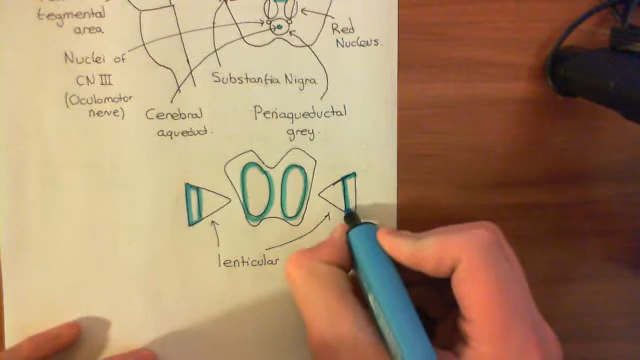 tegmental
area
Nuclei of
CN III
(Oculomotor
nerve)
Cerebral
aqueduct.
Substantia Nigra
Periaqueductal
grey.
Red
Nucleus.
lenticular